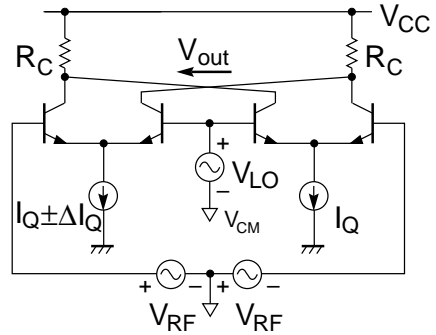 V_CC
R_C
V_out
R_C
+
V_LO
−
I_Q±ΔI_Q
V_CM
I_Q
+ − + −
V_RF V_RF